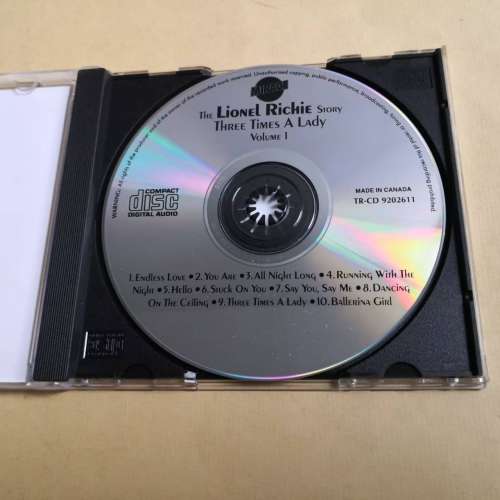 WARNING: All rights of the producer and of the owner of the recorded work reserved. Unauthorised copying, public performance, broadcasting, hiring or rental of this recording prohibited.
The Lionel Richie Story
Three Times A Lady
Volume 1
COMPACT
disc
DIGITAL AUDIO
MADE IN CANADA
TR-CD 9202611
1.Endless Love • 2.You Are • 3.All Night Long • 4.Running With The
Night • 5.Hello • 6.Stuck On You • 7.Say You, Say Me • 8.Dancing
On The Ceiling • 9.Three Times A Lady • 10.Ballerina Girl